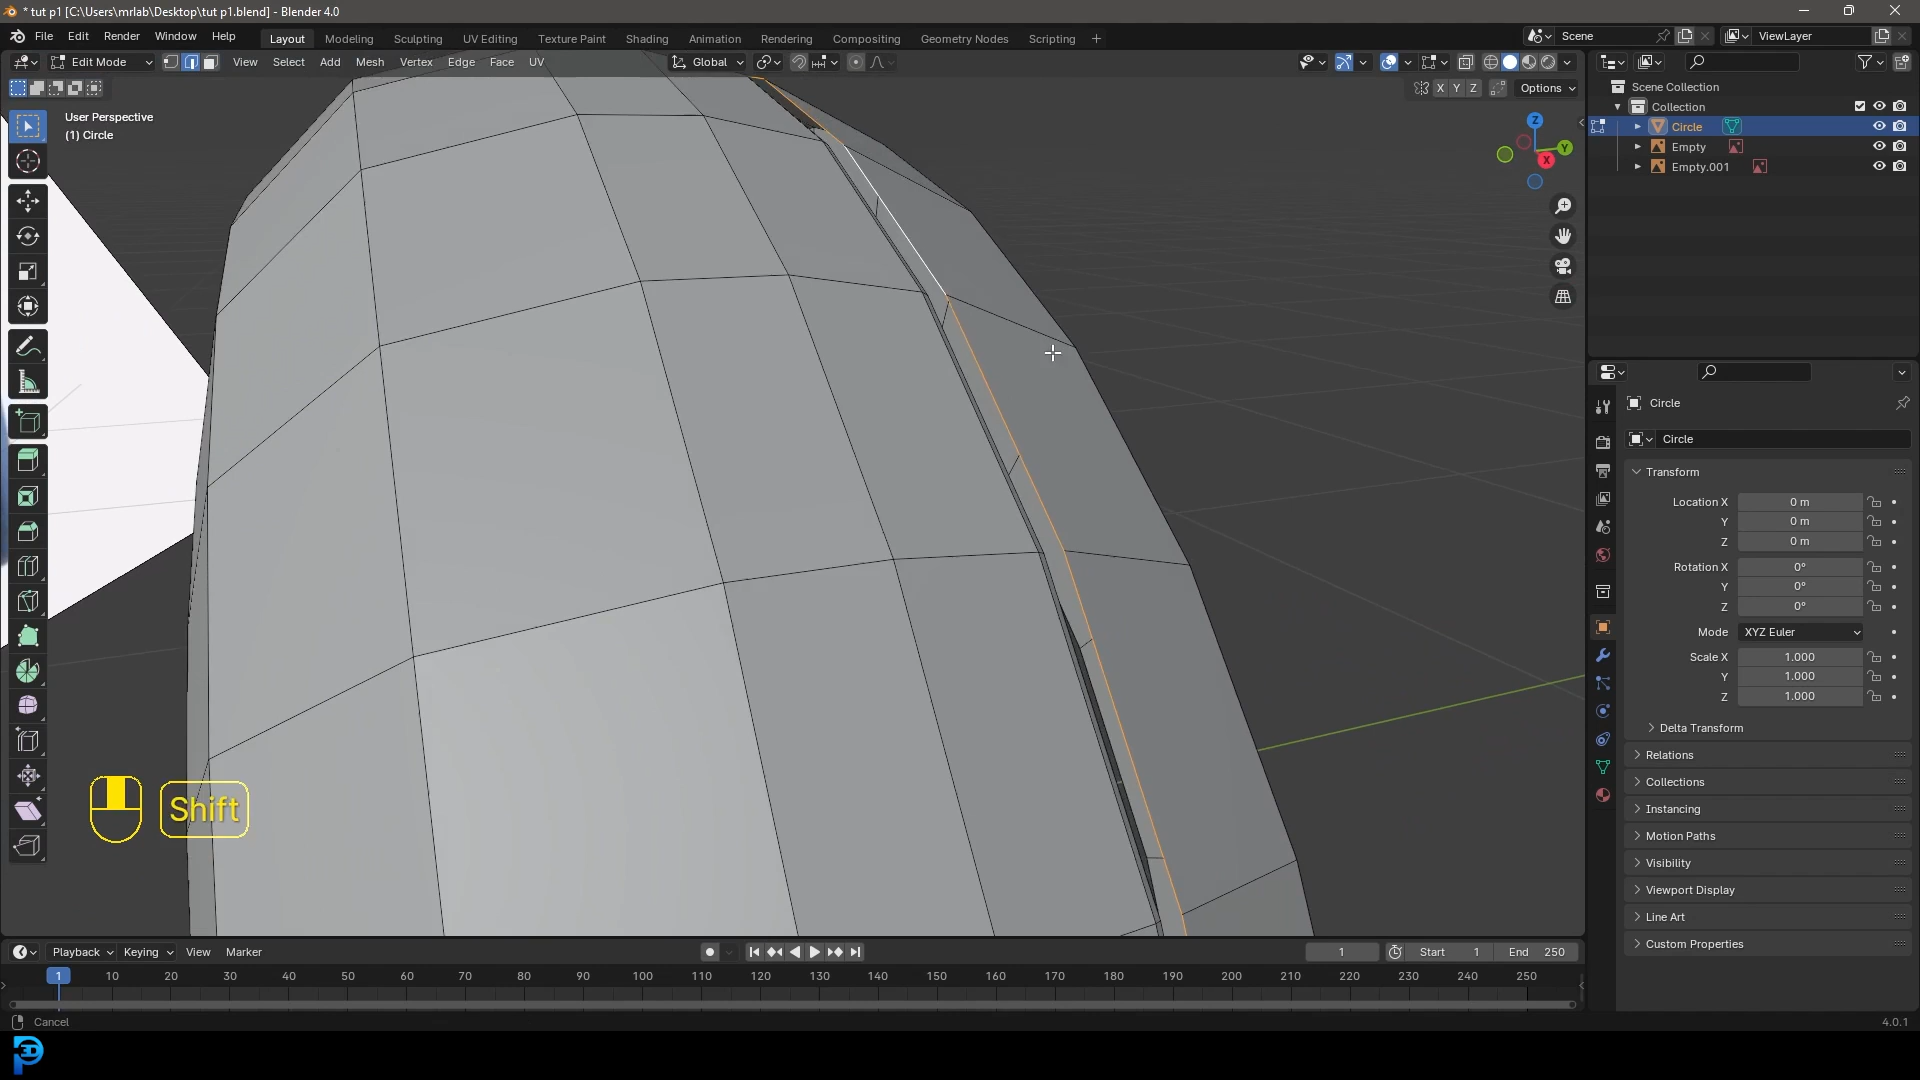 * tut p1 [C:\Users\mrlab\Desktop\tut p1.blend] - Blender 4.0
File Edit Render Window Help Layout Modeling Sculpting UV Editing Texture Paint Shading Animation Rendering Compositing Geometry Nodes Scripting + Scene ViewLayer
Edit Mode View Select Add Mesh Vertex Edge Face UV Global
X Y Z Options
User Perspective
(1) Circle
Z
Y
X
Scene Collection
Collection
Circle
Empty
Empty.001
Circle
Circle
Transform
Location X 0 m
Y 0 m
Z 0 m
Rotation X 0°
Y 0°
Z 0°
Mode XYZ Euler
Scale X 1.000
Y 1.000
Z 1.000
Delta Transform
Relations
Collections
Instancing
Motion Paths
Visibility
Viewport Display
Line Art
Custom Properties
Shift
Playback Keying View Marker 1 Start 1 End 250
1 10 20 30 40 50 60 70 80 90 100 110 120 130 140 150 160 170 180 190 200 210 220 230 240 250
Cancel 4.0.1
3D